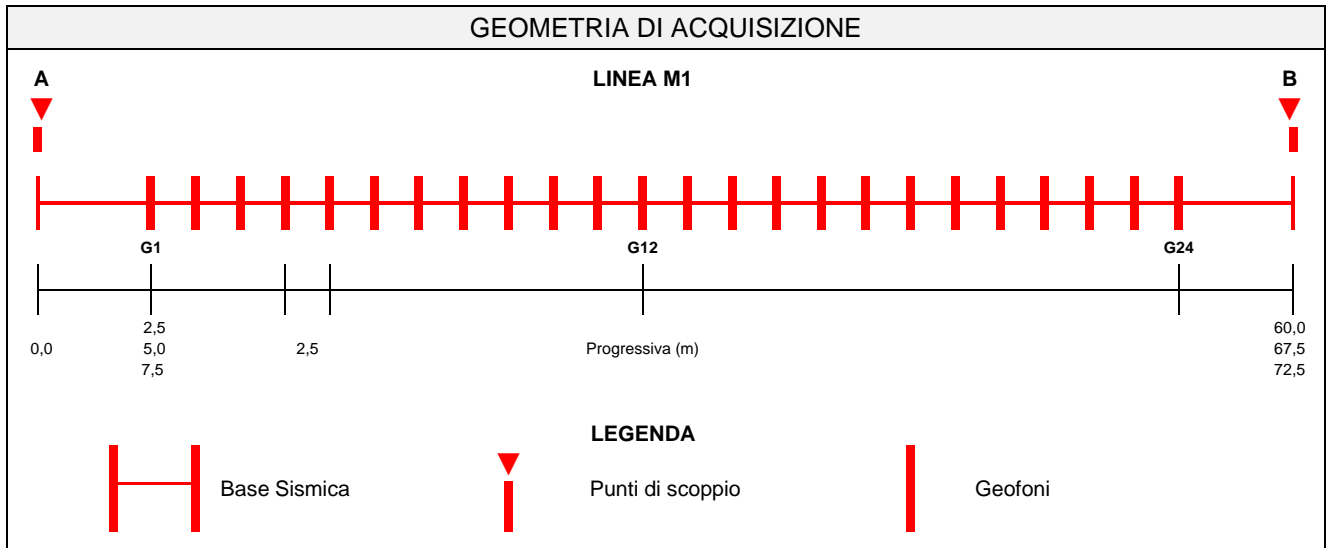 GEOMETRIA DI ACQUISIZIONE
A LINEA M1 B
G1 G12 G24
2,5 60,0
0,0 5,0 2,5 Progressiva (m) 67,5
7,5 72,5
LEGENDA
Base Sismica Punti di scoppio Geofoni